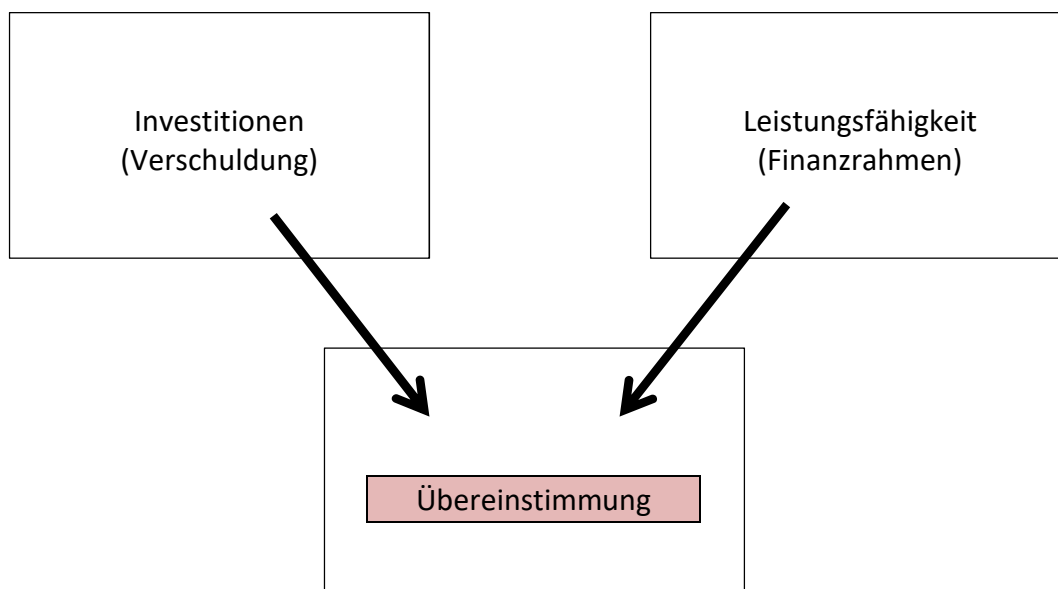 Investitionen
(Verschuldung)
Leistungsfähigkeit
(Finanzrahmen)
Übereinstimmung